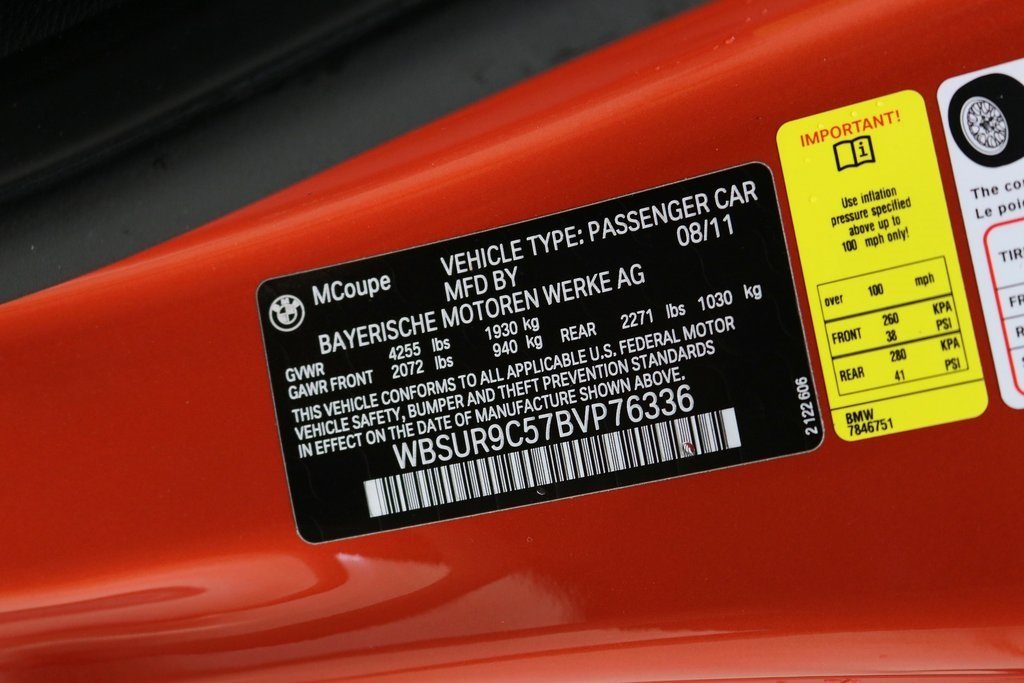 MCoupe
VEHICLE TYPE: PASSENGER CAR
MFD BY 08/11
BAYERISCHE MOTOREN WERKE AG
GVWR 4255 lbs 1930 kg
GAWR FRONT 2072 lbs 940 kg REAR 2271 lbs 1030 kg
THIS VEHICLE CONFORMS TO ALL APPLICABLE U.S. FEDERAL MOTOR
VEHICLE SAFETY, BUMPER AND THEFT PREVENTION STANDARDS
IN EFFECT ON THE DATE OF MANUFACTURE SHOWN ABOVE.
WBSUR9C57BVP76336
2 122 606
IMPORTANT!
i
Use inflation
pressure specified
above up to
100 mph only!
over 100 mph
FRONT 260 KPA
38 PSI
REAR 280 KPA
41 PSI
BMW
7846751
The
Le